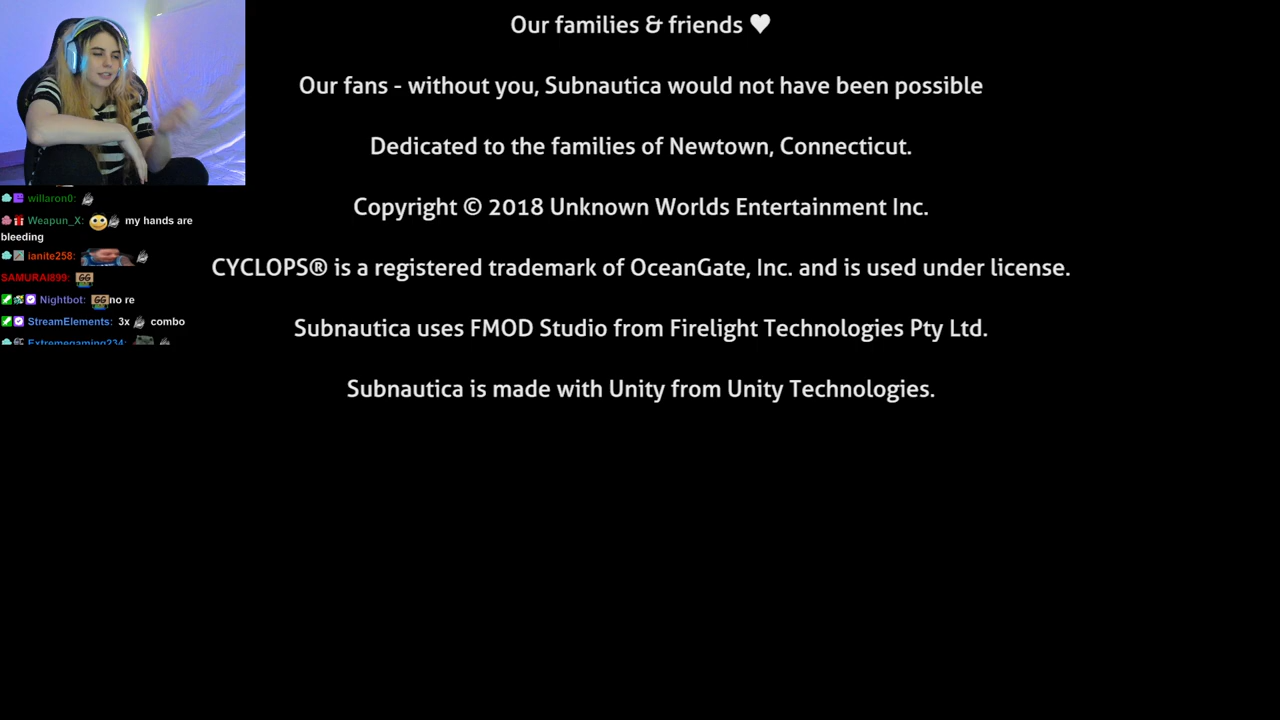 Our families & friends ♥
Our fans - without you, Subnautica would not have been possible
Dedicated to the families of Newtown, Connecticut.
Copyright © 2018 Unknown Worlds Entertainment Inc.
CYCLOPS® is a registered trademark of OceanGate, Inc. and is used under license.
Subnautica uses FMOD Studio from Firelight Technologies Pty Ltd.
Subnautica is made with Unity from Unity Technologies.
willaron0:
Weapun_X: my hands are
bleeding
ianite258:
SAMURAI899: GG
Nightbot: GG no re
StreamElements: 3x combo
Extremegaming234: